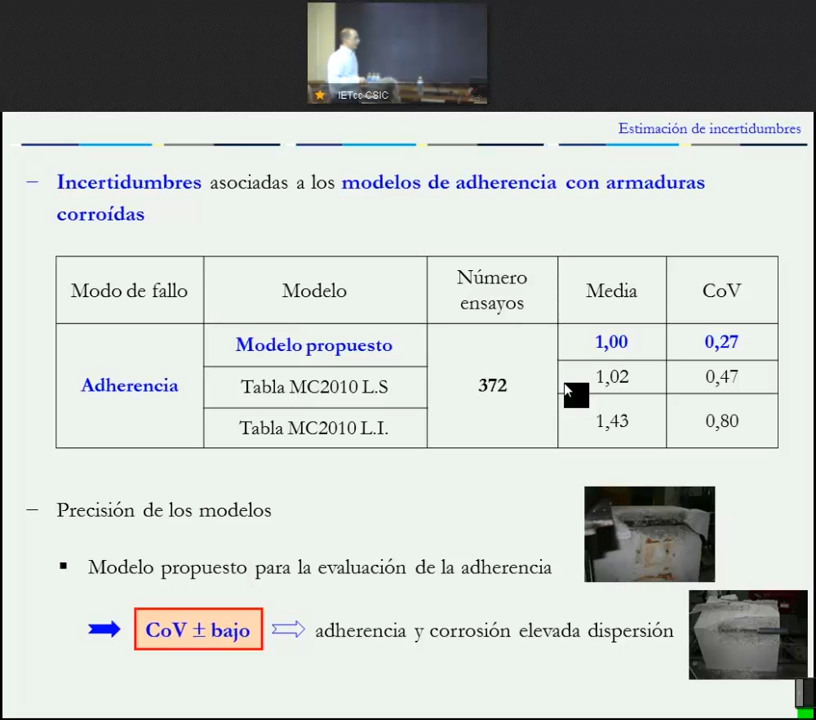 IETcc-CSIC
Estimación de incertidumbres
– Incertidumbres asociadas a los modelos de adherencia con armaduras
corroídas
Modo de fallo
Modelo
Número
ensayos
Media
CoV
Adherencia
Modelo propuesto
372
1,00
0,27
Tabla MC2010 L.S
1,02
0,47
Tabla MC2010 L.I.
1,43
0,80
– Precisión de los modelos
▪ Modelo propuesto para la evaluación de la adherencia
CoV ± bajo
adherencia y corrosión elevada dispersión